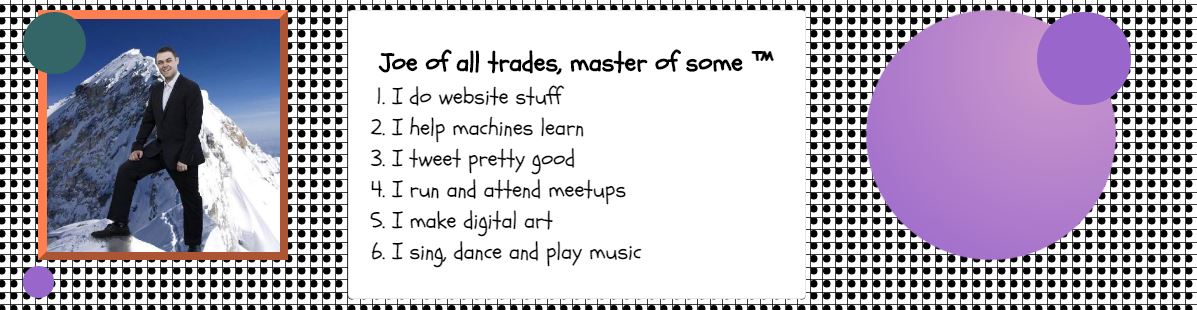 Joe of all trades, master of some ™
1. I do website stuff
2. I help machines learn
3. I tweet pretty good
4. I run and attend meetups
5. I make digital art
6. I sing, dance and play music